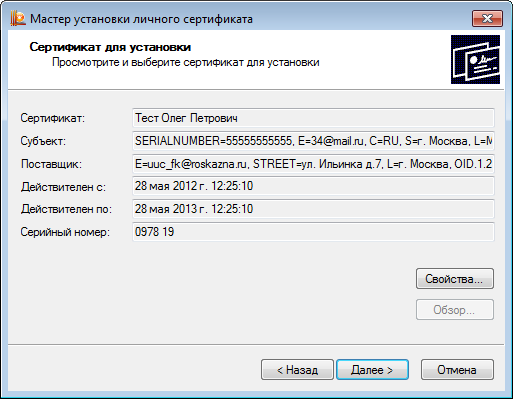 Мастер установки личного сертификата
Сертификат для установки
Просмотрите и выберите сертификат для установки
Сертификат: Тест Олег Петрович
Субъект: SERIALNUMBER=55555555555, E=34@mail.ru, C=RU, S=г. Москва, L=М
Поставщик: E=uuc_fk@roskazna.ru, STREET=ул. Ильинка д.7, L=г. Москва, OID.1.2
Действителен с: 28 мая 2012 г. 12:25:10
Действителен по: 28 мая 2013 г. 12:25:10
Серийный номер: 0978 19
Свойства...
Обзор...
< Назад Далее > Отмена